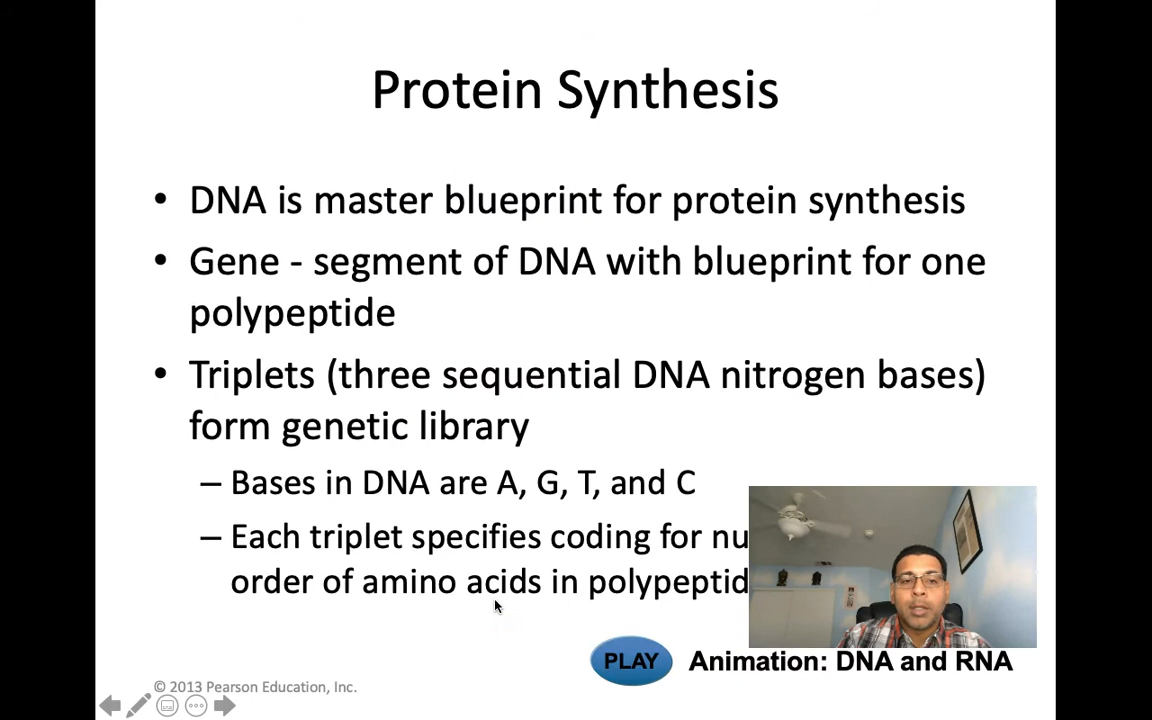 Protein Synthesis
• DNA is master blueprint for protein synthesis
• Gene - segment of DNA with blueprint for one
polypeptide
• Triplets (three sequential DNA nitrogen bases)
form genetic library
– Bases in DNA are A, G, T, and C
– Each triplet specifies coding for
order of amino acids in
PLAY Animation: DNA and RNA
© 2013 Pearson Education, Inc.